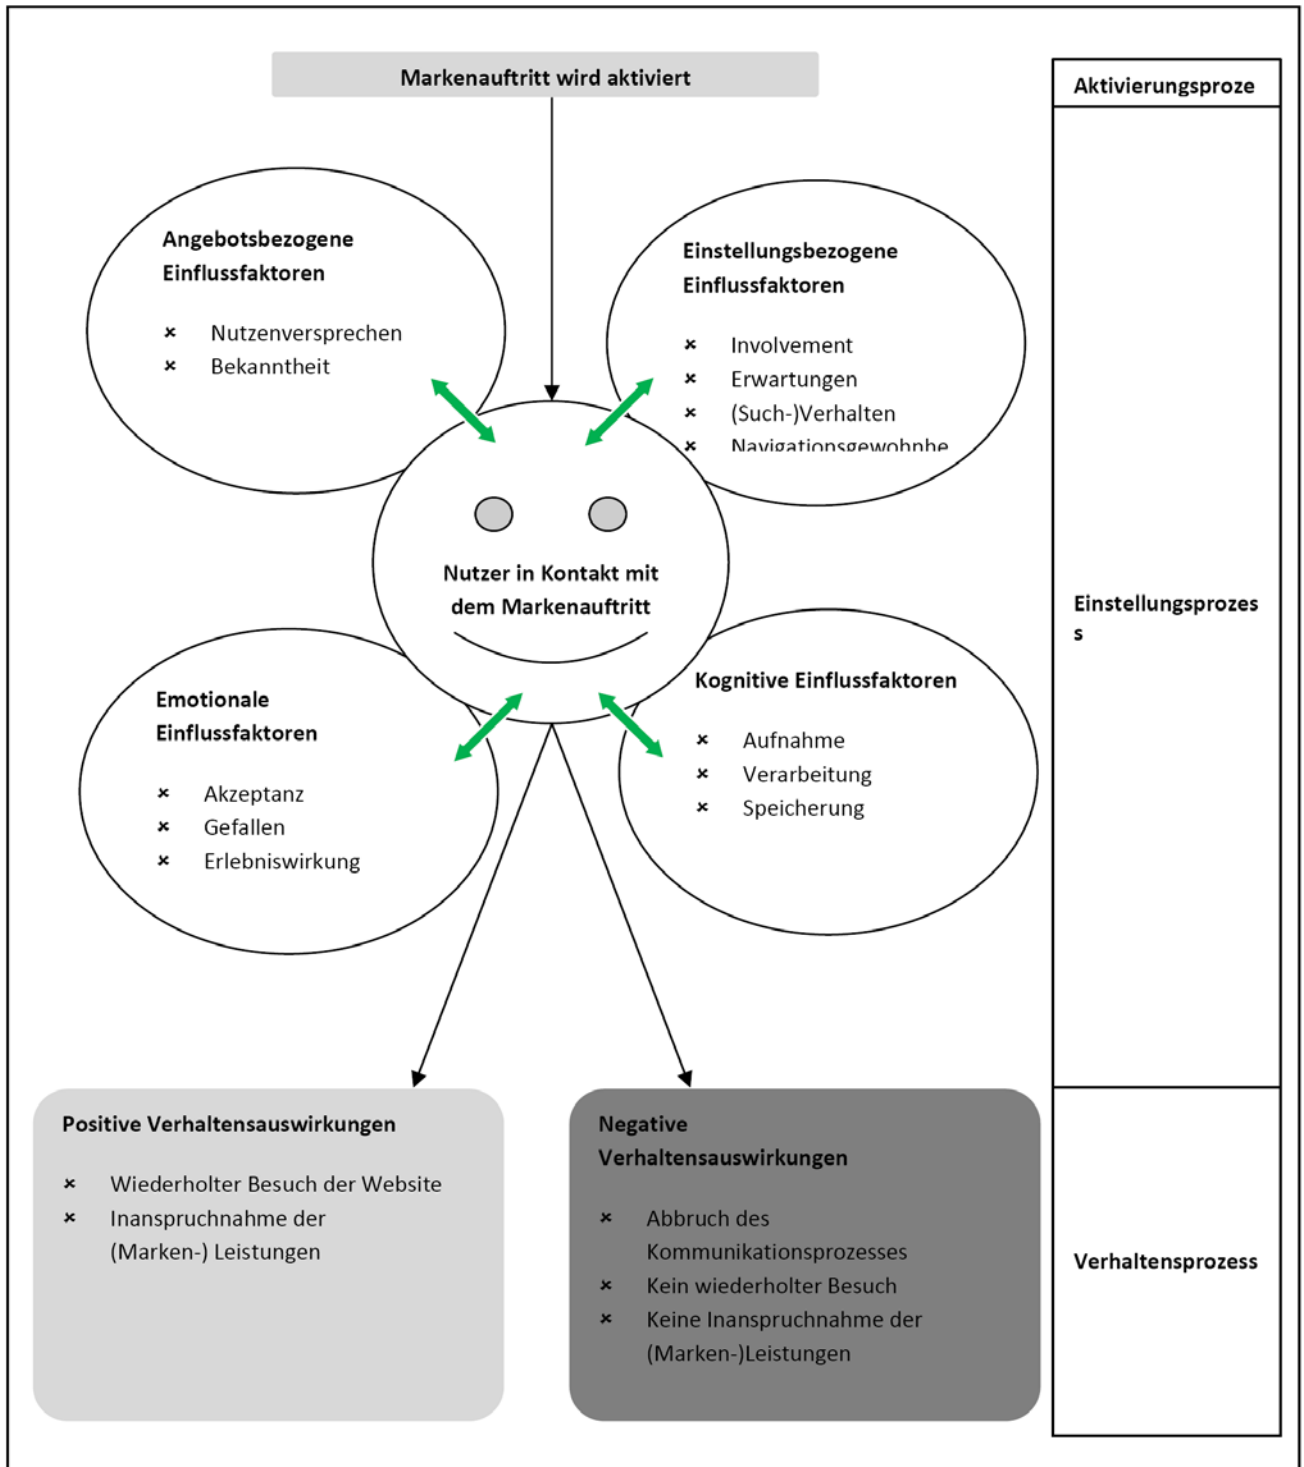 Markenauftritt wird aktiviert
Aktivierungsproze
Angebotsbezogene
Einflussfaktoren
× Nutzenversprechen
× Bekanntheit
Einstellungsbezogene
Einflussfaktoren
× Involvement
× Erwartungen
× (Such-)Verhalten
× Navigationsgewohnhe
Nutzer in Kontakt mit
dem Markenauftritt
Einstellungsprozes
s
Emotionale
Einflussfaktoren
× Akzeptanz
× Gefallen
× Erlebniswirkung
Kognitive Einflussfaktoren
× Aufnahme
× Verarbeitung
× Speicherung
Positive Verhaltensauswirkungen
× Wiederholter Besuch der Website
× Inanspruchnahme der
(Marken-) Leistungen
Negative
Verhaltensauswirkungen
× Abbruch des
Kommunikationsprozesses
× Kein wiederholter Besuch
× Keine Inanspruchnahme der
(Marken-)Leistungen
Verhaltensprozess